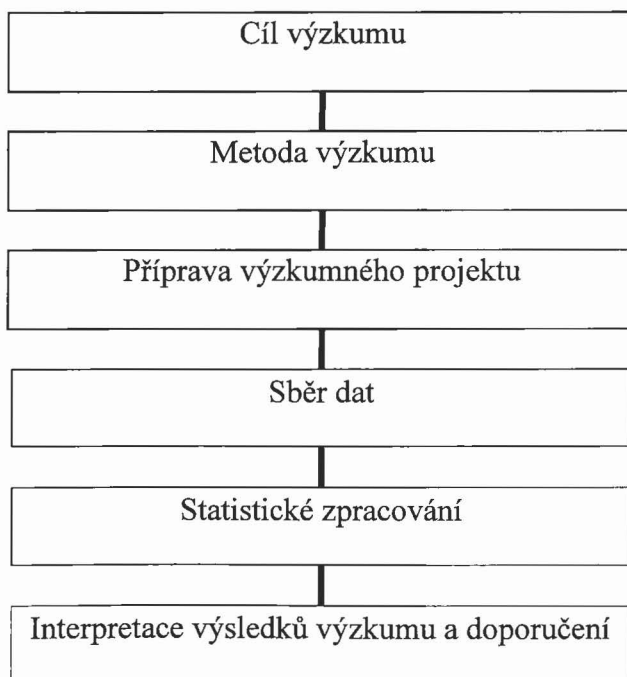 Cíl výzkumu
Metoda výzkumu
Příprava výzkumného projektu
Sběr dat
Statistické zpracování
Interpretace výsledků výzkumu a doporučení